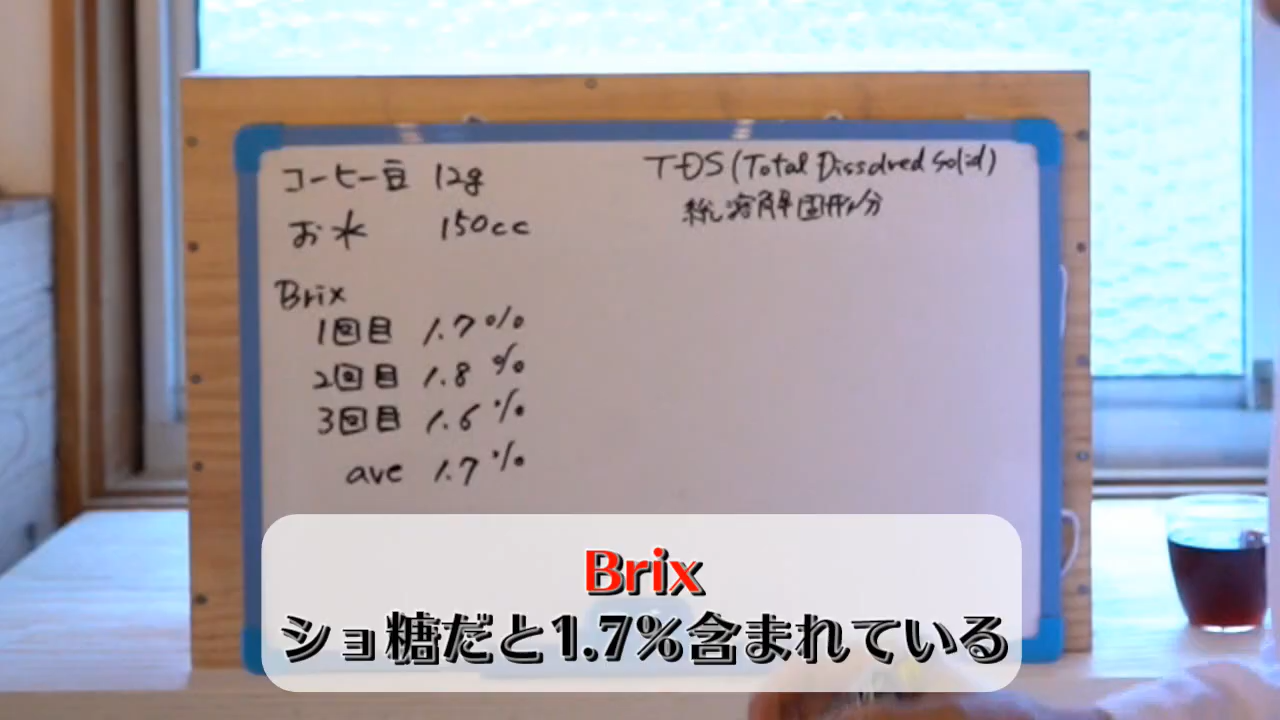 コーヒー豆 12g
お水 150cc
Brix
1回目 1.7%
2回目 1.8%
3回目 1.6%
ave 1.7%
TDS (Total Dissolved Solid)
総溶解固形分
Brix
ショ糖だと1.7%含まれている